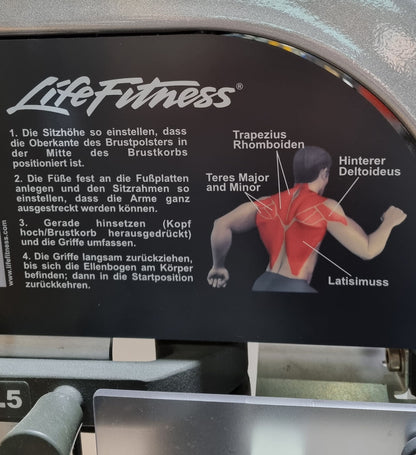 LifeFitness®
1. Die Sitzhöhe so einstellen, dass
die Oberkante des Brustpolsters in
der Mitte des Brustkorbs
positioniert ist.
2. Die Füße fest an die Fußplatten
anlegen und den Sitzrahmen so
einstellen, dass die Arme ganz
ausgestreckt werden können.
3. Gerade hinsetzen (Kopf
hoch/Brustkorb herausgedrückt)
und die Griffe umfassen.
4. Die Griffe langsam zurückziehen,
bis sich die Ellenbogen am Körper
befinden; dann in die Startposition
zurückkehren.
www.lifefitness.com
Trapezius
Rhomboiden
Teres Major
and Minor
Hinterer
Deltoideus
Latisimuss
.5